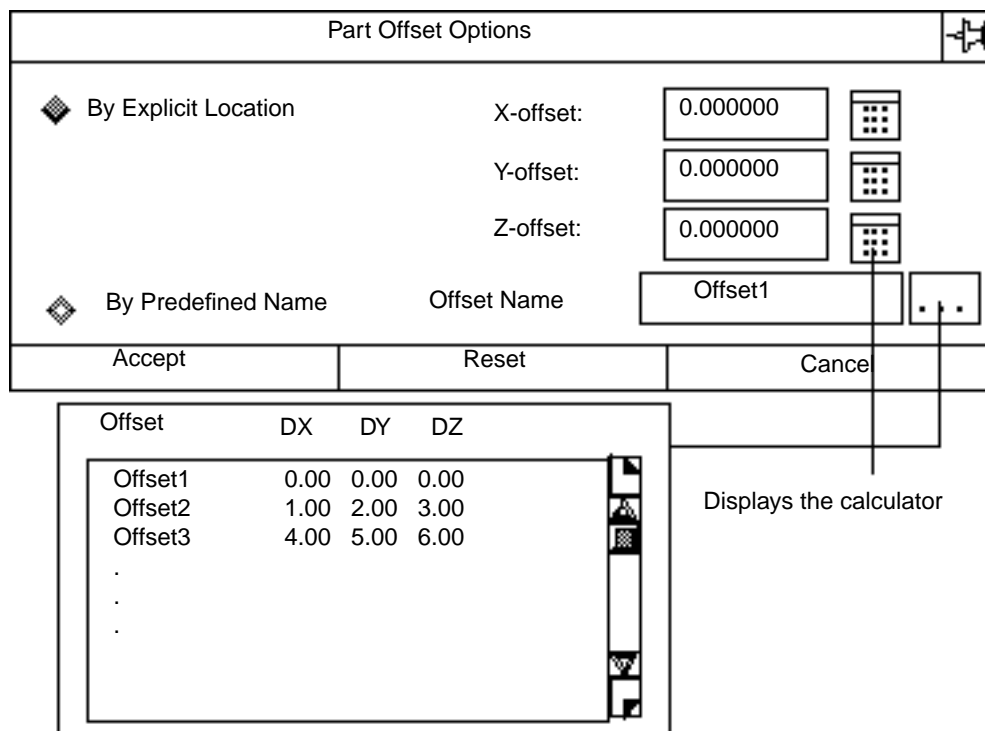 Part Offset Options
By Explicit Location X-offset: 0.000000
Y-offset: 0.000000
Z-offset: 0.000000
By Predefined Name Offset Name Offset1 ...
Accept Reset Cancel
Offset DX DY DZ
Offset1 0.00 0.00 0.00
Offset2 1.00 2.00 3.00
Offset3 4.00 5.00 6.00
.
.
.
Displays the calculator